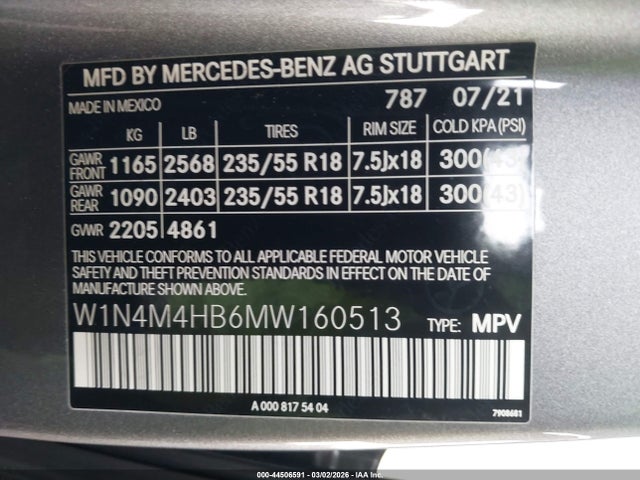 MFD BY MERCEDES-BENZ AG STUTTGART
MADE IN MEXICO 787 07/21
KG LB TIRES RIM SIZE COLD KPA (PSI)
GAWR FRONT 1165 2568 235/55 R18 7.5Jx18 300(43)
GAWR REAR 1090 2403 235/55 R18 7.5Jx18 300(43)
GVWR 2205 4861
THIS VEHICLE CONFORMS TO ALL APPLICABLE FEDERAL MOTOR VEHICLE
SAFETY AND THEFT PREVENTION STANDARDS IN EFFECT ON THE DATE OF
MANUFACTURE SHOWN ABOVE.
W1N4M4HB6MW160513 TYPE: MPV
A 000 817 54 04
7908681
000-44506591 | 03/02/2026 | IAA Inc.